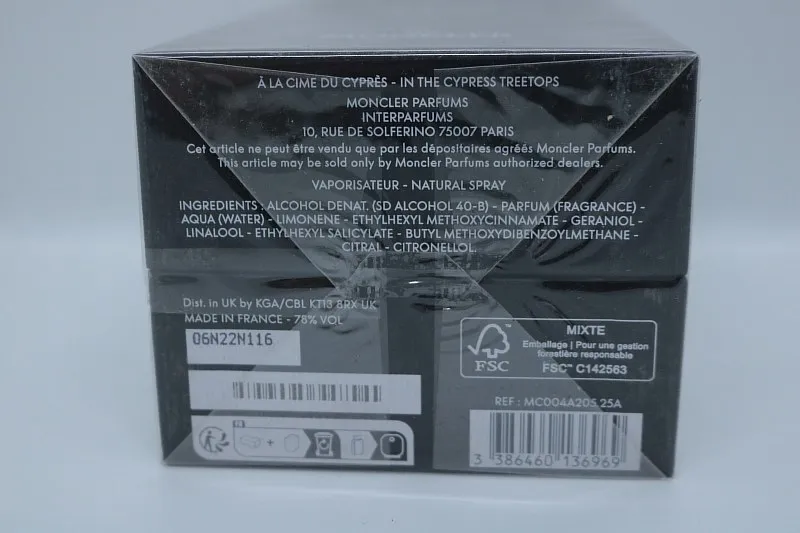 À LA CIME DU CYPRÈS - IN THE CYPRESS TREETOPS
MONCLER PARFUMS
INTERPARFUMS
10, RUE DE SOLFERINO 75007 PARIS
Cet article ne peut être vendu que par les dépositaires agréés Moncler Parfums.
This article may be sold only by Moncler Parfums authorized dealers.
VAPORISATEUR - NATURAL SPRAY
INGREDIENTS : ALCOHOL DENAT. (SD ALCOHOL 40-B) - PARFUM (FRAGRANCE) -
AQUA (WATER) - LIMONENE - ETHYLHEXYL METHOXYCINNAMATE - GERANIOL -
LINALOOL - ETHYLHEXYL SALICYLATE - BUTYL METHOXYDIBENZOYLMETHANE -
CITRAL - CITRONELLOL.
Dist. in UK by KGA/CBL KT13 8RX UK
MADE IN FRANCE - 78% VOL
06N22N116
FSC™
MIXTE
Emballage | Pour une gestion
forestière responsable
FSC™ C142563
REF : MC004A205.25A
FR
3 386460 136969